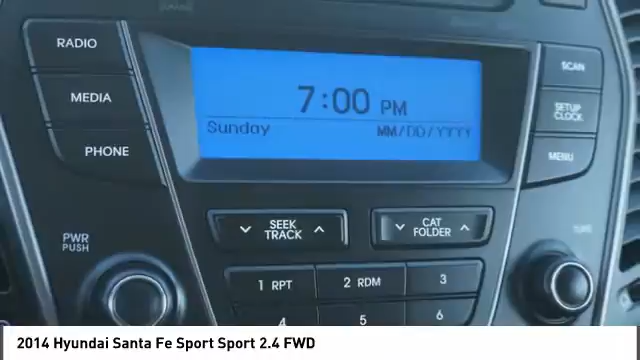 RADIO
SCAN
MEDIA
7:00 PM
SETUP
CLOCK
Sunday MM/DD/YYYY
PHONE
MENU
SEEK
TRACK
CAT
FOLDER
PWR
PUSH
TUNE
1 RPT
2 RDM
3
4
5
6
2014 Hyundai Santa Fe Sport Sport 2.4 FWD